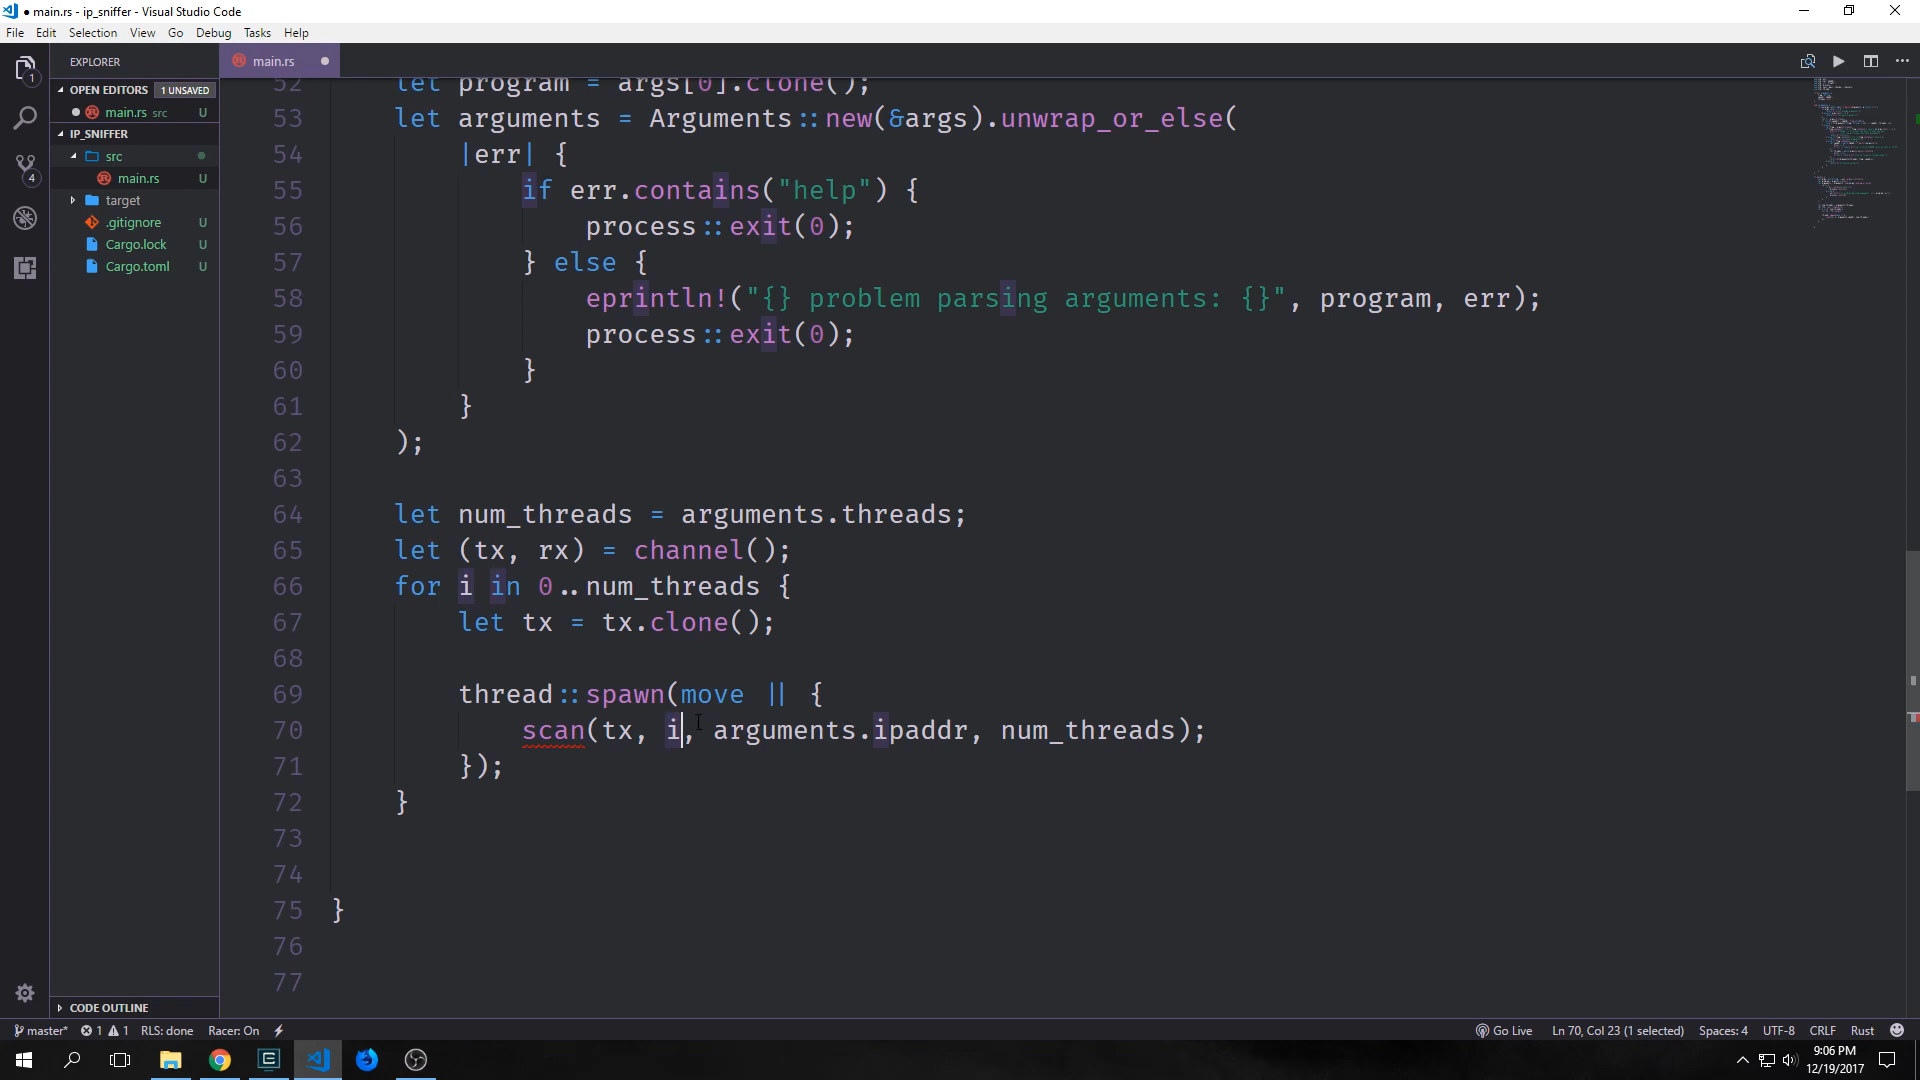 main.rs - ip_sniffer - Visual Studio Code
File Edit Selection View Go Debug Tasks Help
EXPLORER
main.rs
OPEN EDITORS 1 UNSAVED
main.rs src U
IP_SNIFFER
src
main.rs U
target
.gitignore U
Cargo.lock U
Cargo.toml U
1
4
52 let program = args[0].clone();
53 let arguments = Arguments::new(&args).unwrap_or_else(
54 |err| {
55 if err.contains("help") {
56 process::exit(0);
57 } else {
58 eprintln!("{} problem parsing arguments: {}", program, err);
59 process::exit(0);
60 }
61 }
62 );
63
64 let num_threads = arguments.threads;
65 let (tx, rx) = channel();
66 for i in 0..num_threads {
67 let tx = tx.clone();
68
69 thread::spawn(move || {
70 scan(tx, i, arguments.ipaddr, num_threads);
71 });
72 }
73
74
75 }
76
77
CODE OUTLINE
master* 1 1 RLS: done Racer: On Go Live Ln 70, Col 23 (1 selected) Spaces: 4 UTF-8 CRLF Rust
9:06 PM
12/19/2017